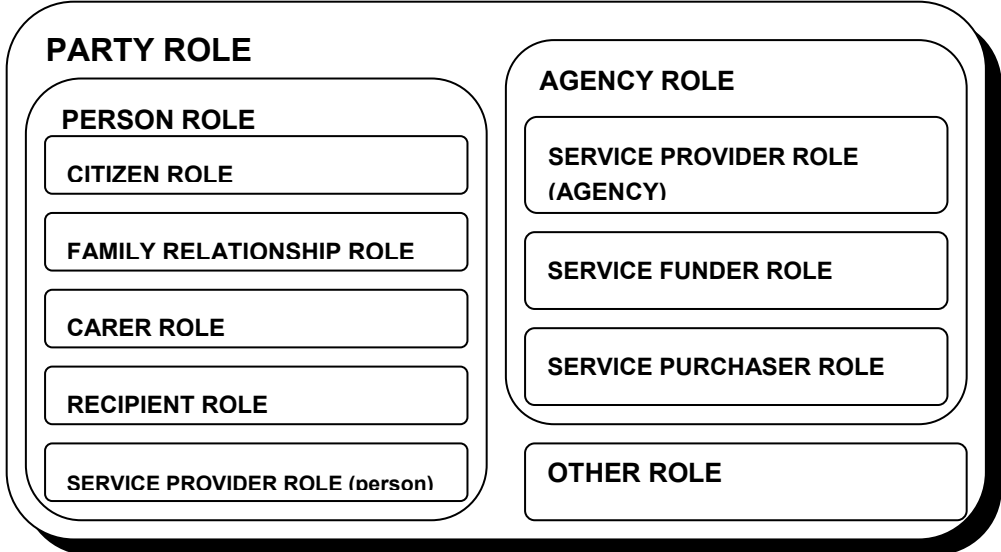 PARTY ROLE
PERSON ROLE
CITIZEN ROLE
FAMILY RELATIONSHIP ROLE
CARER ROLE
RECIPIENT ROLE
SERVICE PROVIDER ROLE (person)
AGENCY ROLE
SERVICE PROVIDER ROLE
(AGENCY)
SERVICE FUNDER ROLE
SERVICE PURCHASER ROLE
OTHER ROLE